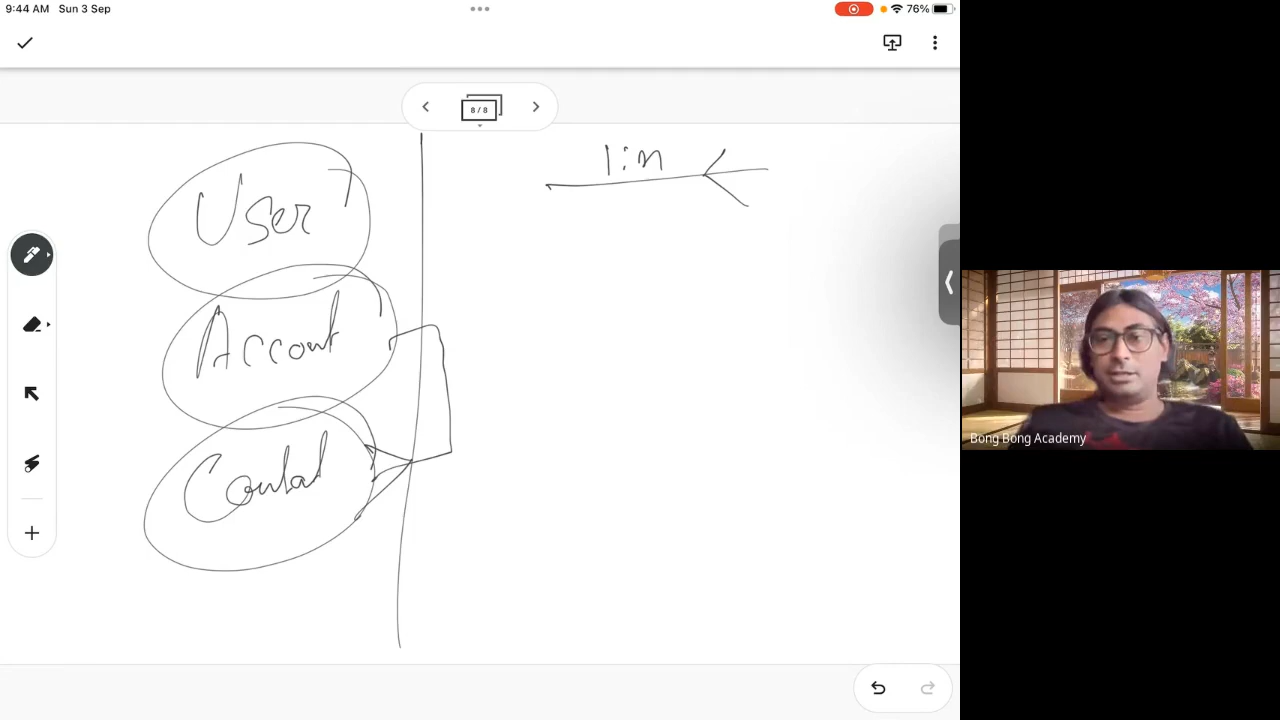 9:44 AM Sun 3 Sep
76%
8 / 8
1:n
User
Account
Contact
Bong Bong Academy